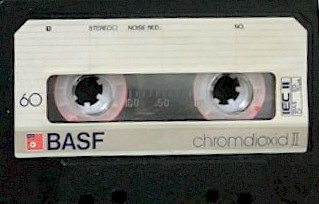 STEREO NOISE RED. NO.
100 50
60
IEC II
BASF chromdioxid II